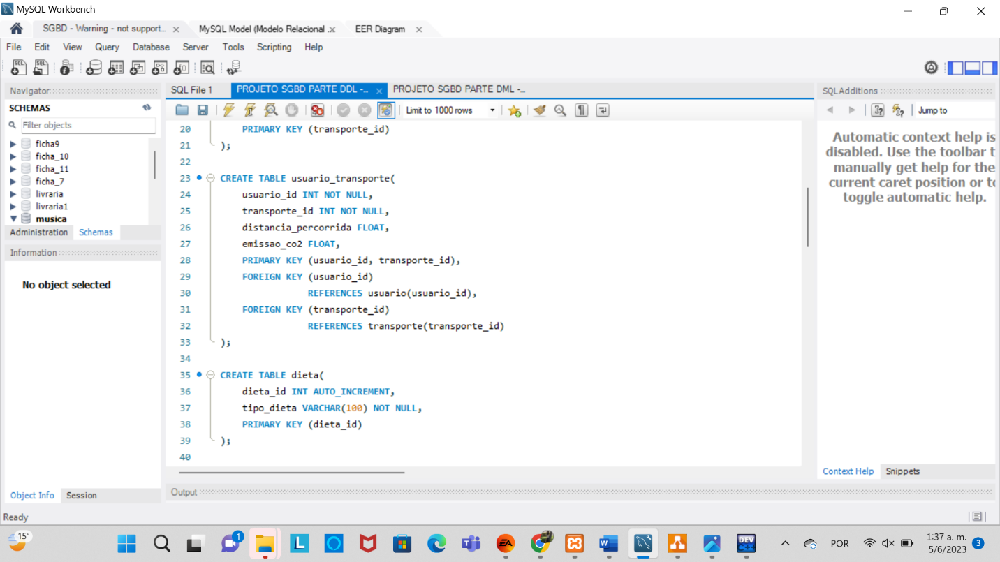 MySQL Workbench
SGBD - Warning - not support...
MySQL Model (Modelo Relacional .
EER Diagram
File Edit View Query Database Server Tools Scripting Help
Navigator
SCHEMAS
Filter objects
ficha9
ficha_10
ficha_11
ficha_7
livraria
livraria1
musica
Administration Schemas
Information
No object selected
Object Info Session
SQL File 1 PROJETO SGBD PARTE DDL -... PROJETO SGBD PARTE DML -...
Limit to 1000 rows
20 PRIMARY KEY (transporte_id)
21 );
22
23 CREATE TABLE usuario_transporte(
24 usuario_id INT NOT NULL,
25 transporte_id INT NOT NULL,
26 distancia_percorrida FLOAT,
27 emissao_co2 FLOAT,
28 PRIMARY KEY (usuario_id, transporte_id),
29 FOREIGN KEY (usuario_id)
30 REFERENCES usuario(usuario_id),
31 FOREIGN KEY (transporte_id)
32 REFERENCES transporte(transporte_id)
33 );
34
35 CREATE TABLE dieta(
36 dieta_id INT AUTO_INCREMENT,
37 tipo_dieta VARCHAR(100) NOT NULL,
38 PRIMARY KEY (dieta_id)
39 );
40
Output
SQLAdditions
Jump to
Automatic context help is
disabled. Use the toolbar t
manually get help for the
current caret position or to
toggle automatic help.
Context Help Snippets
Ready
15°
1
L
EA
W
DEV
POR
1:37 a. m.
5/6/2023
3